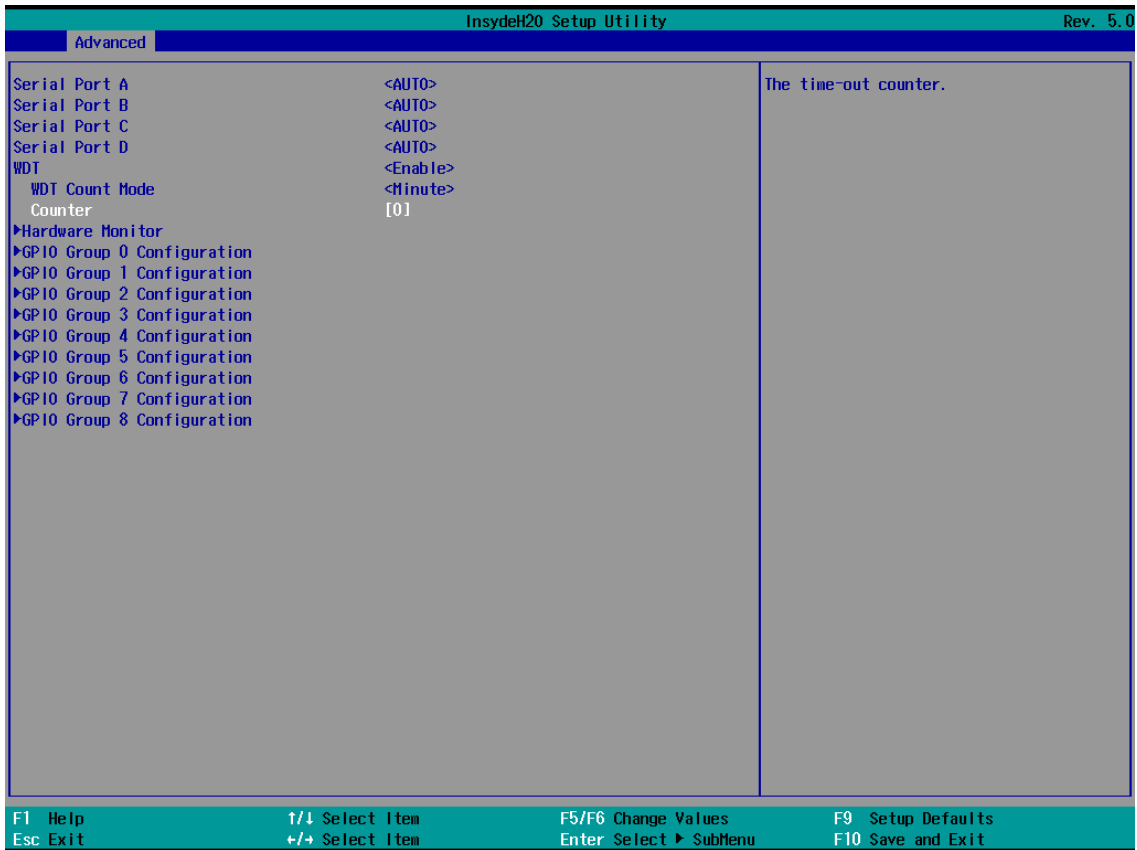 InsydeH20 Setup Utility Rev. 5.0
Advanced
Serial Port A <AUTO> The time-out counter.
Serial Port B <AUTO>
Serial Port C <AUTO>
Serial Port D <AUTO>
WDT <Enable>
WDT Count Mode <Minute>
Counter [0]
▶Hardware Monitor
▶GPIO Group 0 Configuration
▶GPIO Group 1 Configuration
▶GPIO Group 2 Configuration
▶GPIO Group 3 Configuration
▶GPIO Group 4 Configuration
▶GPIO Group 5 Configuration
▶GPIO Group 6 Configuration
▶GPIO Group 7 Configuration
▶GPIO Group 8 Configuration
F1 Help ↑/↓ Select Item F5/F6 Change Values F9 Setup Defaults
Esc Exit ←/→ Select Item Enter Select ▶ SubMenu F10 Save and Exit